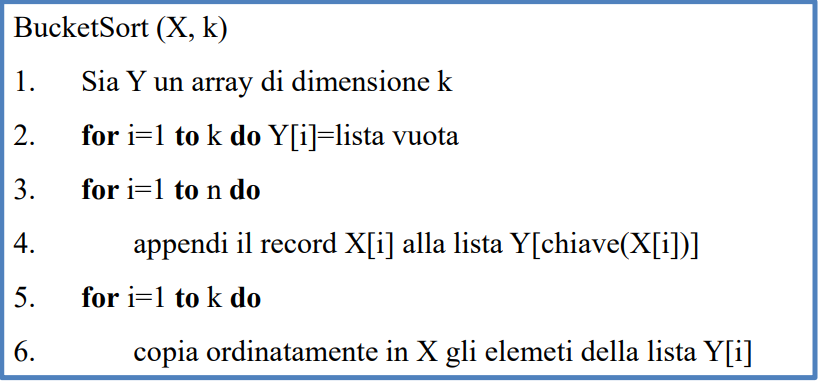 BucketSort (X, k)
1. Sia Y un array di dimensione k
2. for i=1 to k do Y[i]=lista vuota
3. for i=1 to n do
4. appendi il record X[i] alla lista Y[chiave(X[i])]
5. for i=1 to k do
6. copia ordinatamente in X gli elemeti della lista Y[i]